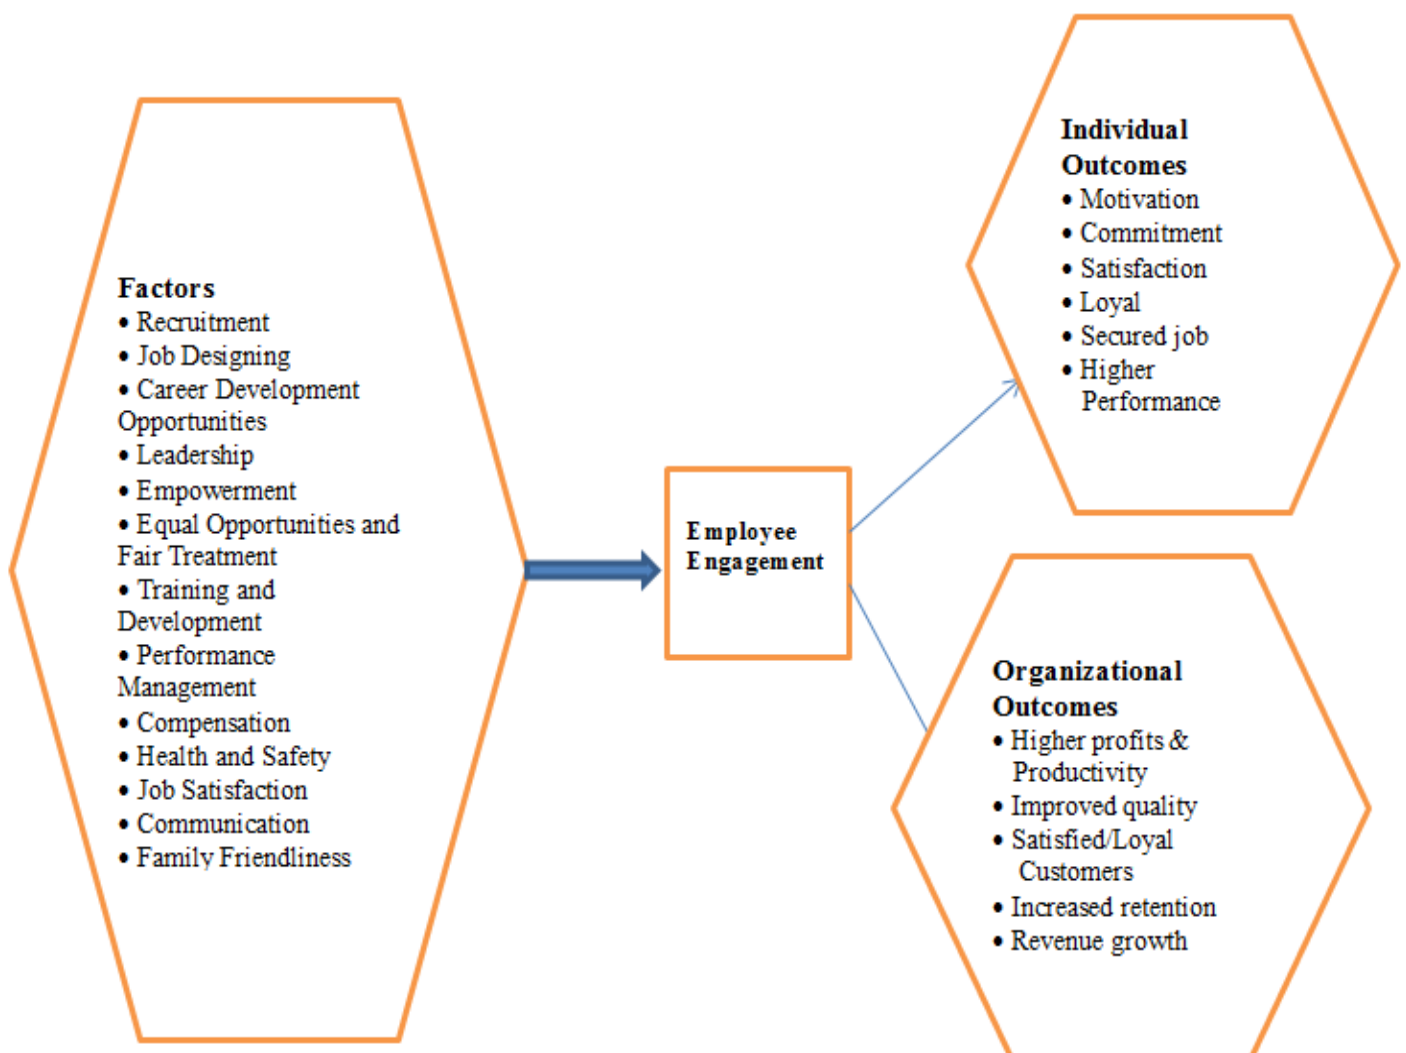 Factors
• Recruitment
• Job Designing
• Career Development
Opportunities
• Leadership
• Empowerment
• Equal Opportunities and
Fair Treatment
• Training and
Development
• Performance
Management
• Compensation
• Health and Safety
• Job Satisfaction
• Communication
• Family Friendliness
Employee
Engagement
Individual
Outcomes
• Motivation
• Commitment
• Satisfaction
• Loyal
• Secured job
• Higher
Performance
Organizational
Outcomes
• Higher profits &
Productivity
• Improved quality
• Satisfied/Loyal
Customers
• Increased retention
• Revenue growth